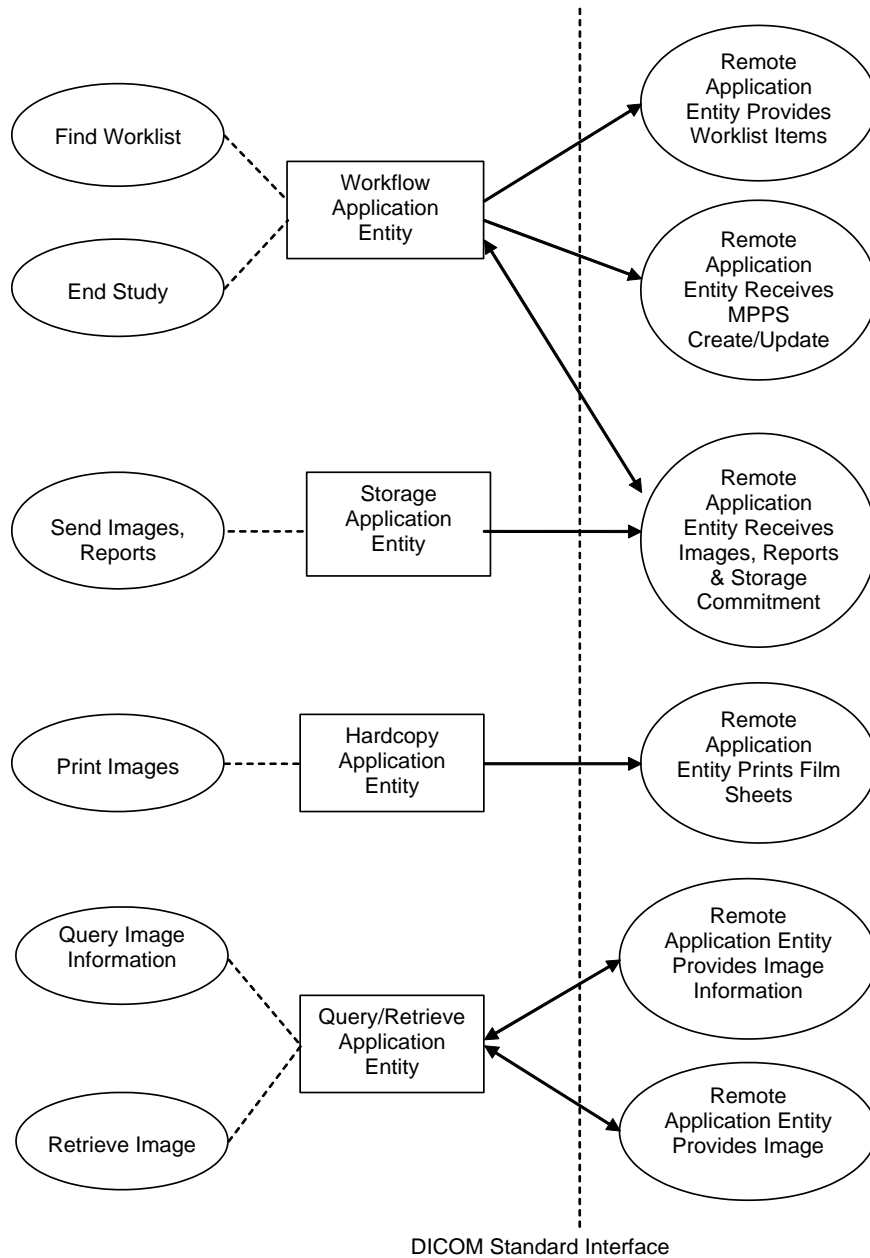 Find Worklist
End Study
Workflow
Application
Entity
Remote
Application
Entity Provides
Worklist Items
Remote
Application
Entity Receives
MPPS
Create/Update
Send Images,
Reports
Storage
Application
Entity
Remote
Application
Entity Receives
Images, Reports
& Storage
Commitment
Print Images
Hardcopy
Application
Entity
Remote
Application
Entity Prints Film
Sheets
Query Image
Information
Retrieve Image
Query/Retrieve
Application
Entity
Remote
Application Entity
Provides Image
Information
Remote
Application Entity
Provides Image
DICOM Standard Interface